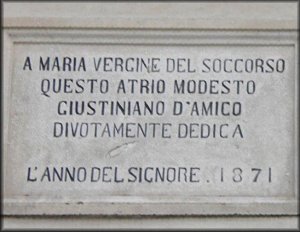 A MARIA VERGINE DEL SOCCORSO
QUESTO ATRIO MODESTO
GIUSTINIANO D'AMICO
DIVOTAMENTE DEDICA
L'ANNO DEL SIGNORE. 1871